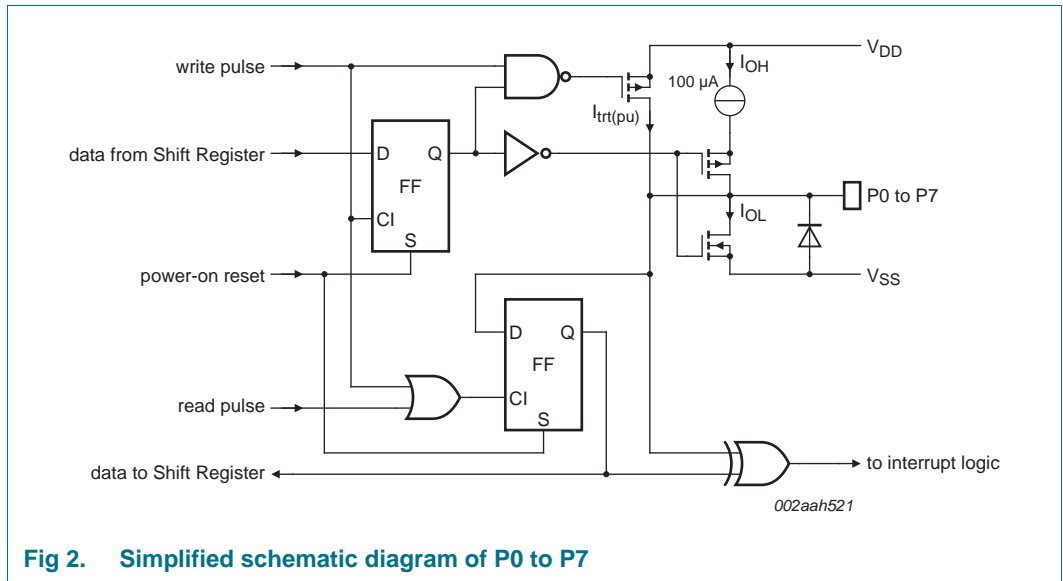 write pulse
V_DD
I_OH
100 µA
I_trt(pu)
data from Shift Register
D
Q
FF
CI
S
P0 to P7
I_OL
power-on reset
V_SS
D
Q
FF
CI
S
read pulse
data to Shift Register
to interrupt logic
002aah521
Fig 2. Simplified schematic diagram of P0 to P7